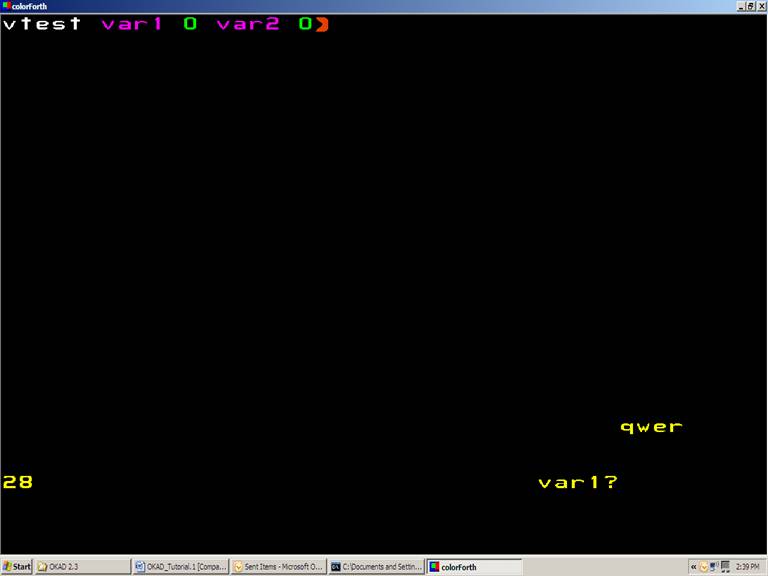 colorForth
vtest var1 0 var2 0
qwer
28 var1?
Start OKAD 2.3 OKAD_Tutorial.1 [Compa... Sent Items - Microsoft O... C:\Documents and Settin... colorForth « 2:39 PM